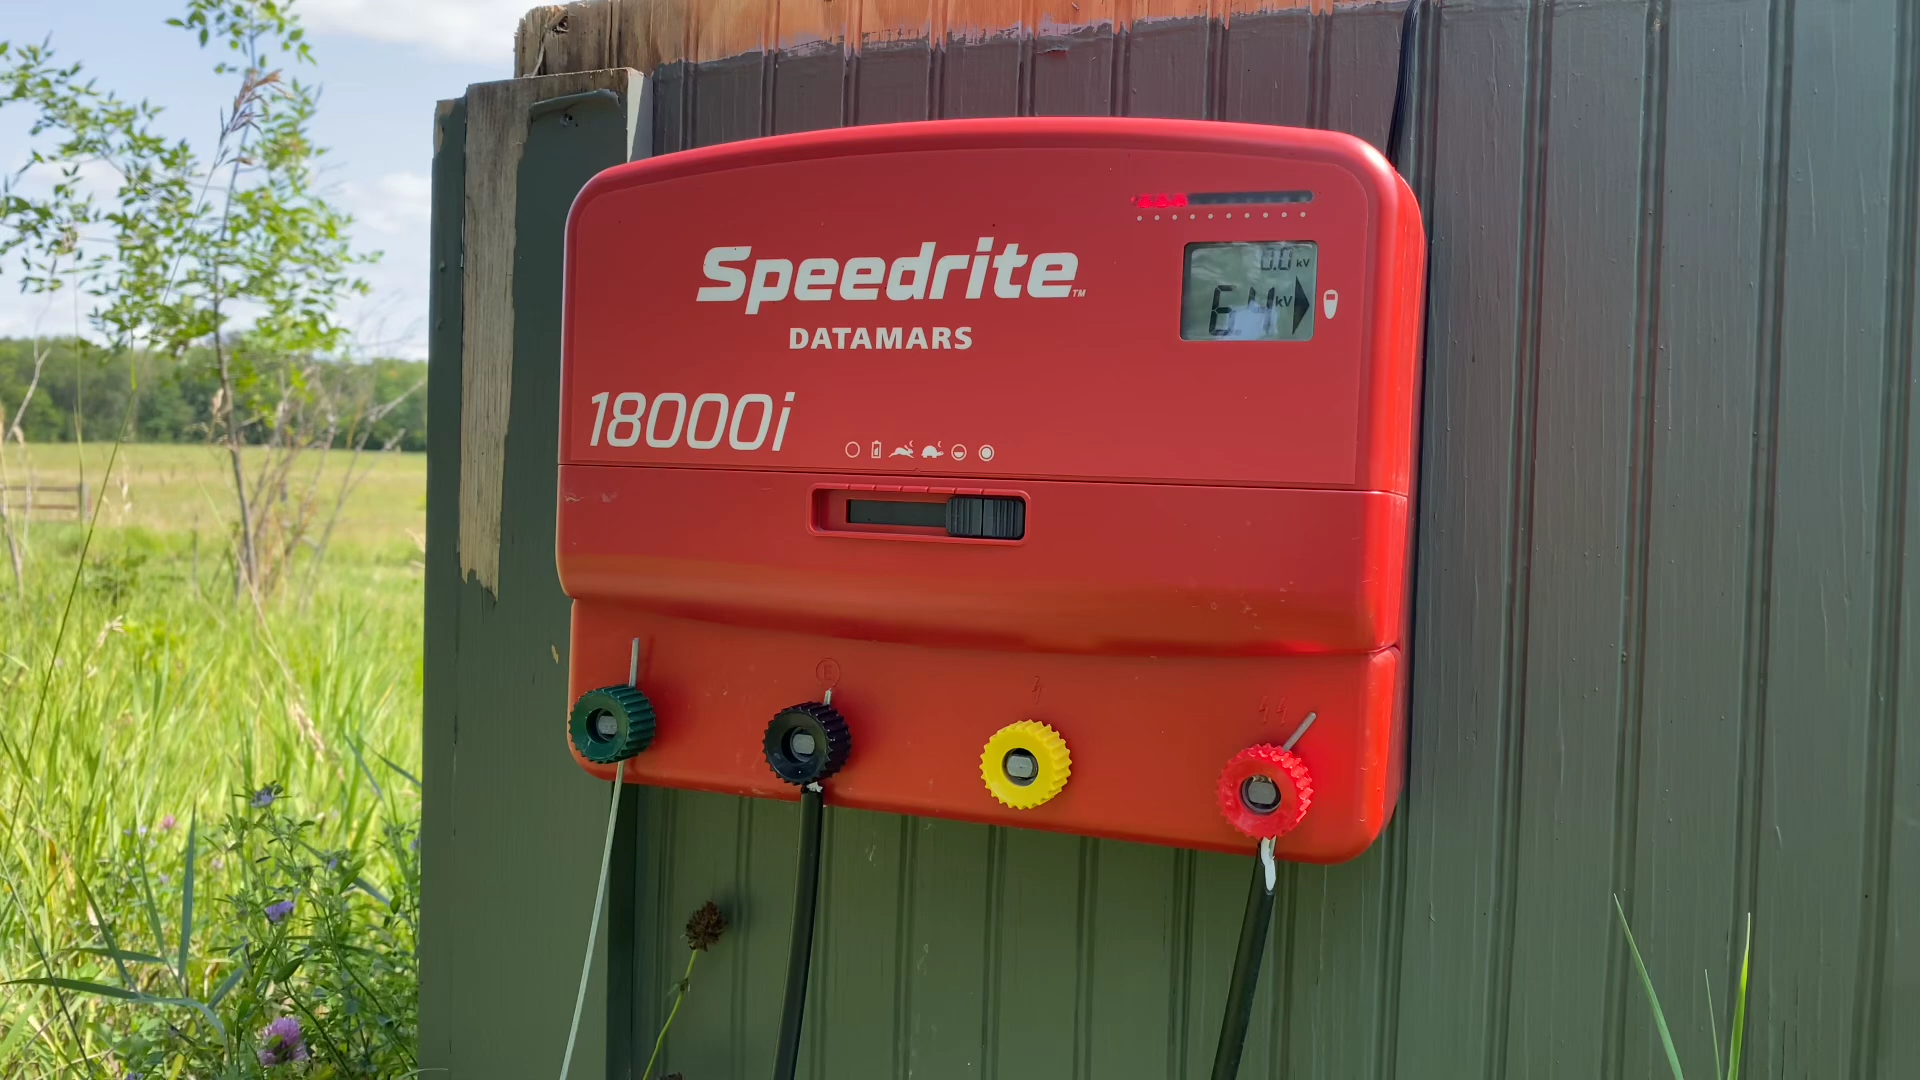 Speedrite™
DATAMARS
18000i
0.0 kV
6.4 kV
E